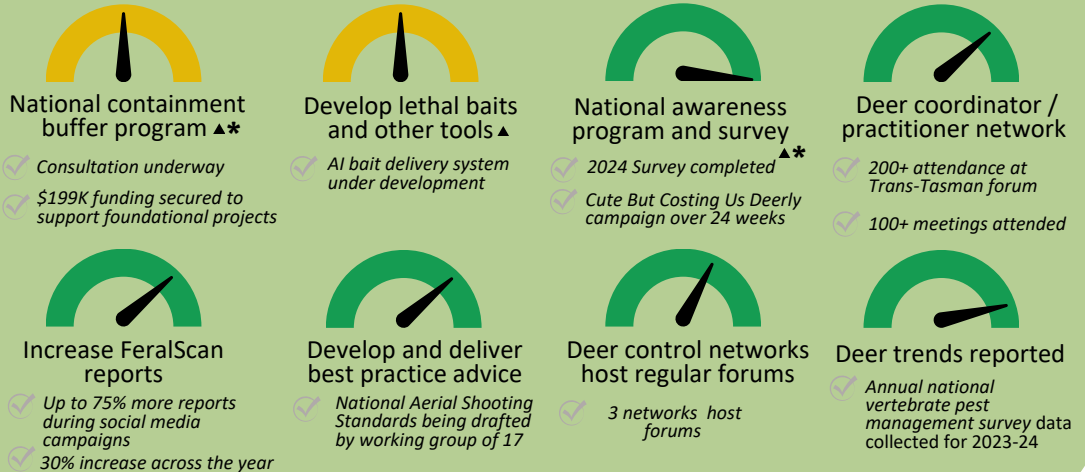 National containment
buffer program ▲*
Consultation underway
$199K funding secured to
support foundational projects
Develop lethal baits
and other tools ▲
AI bait delivery system
under development
National awareness
program and survey ▲*
2024 Survey completed
Cute But Costing Us Deerly
campaign over 24 weeks
Deer coordinator /
practitioner network
200+ attendance at
Trans-Tasman forum
100+ meetings attended
Increase FeralScan
reports
Up to 75% more reports
during social media
campaigns
30% increase across the year
Develop and deliver
best practice advice
National Aerial Shooting
Standards being drafted
by working group of 17
Deer control networks
host regular forums
3 networks host
forums
Deer trends reported
Annual national
vertebrate pest
management survey data
collected for 2023-24